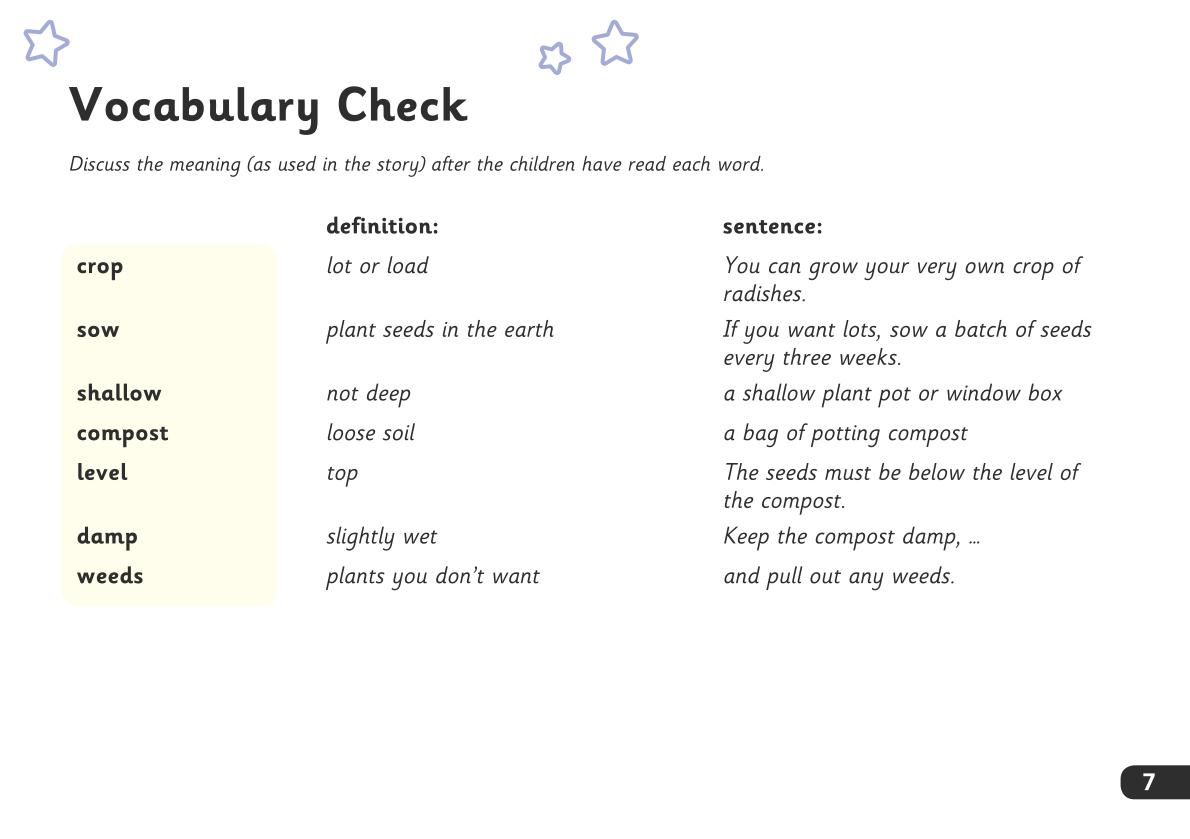 Vocabulary Check
Discuss the meaning (as used in the story) after the children have read each word.
definition: sentence:
crop lot or load You can grow your very own crop of
radishes.
sow plant seeds in the earth If you want lots, sow a batch of seeds
every three weeks.
shallow not deep a shallow plant pot or window box
compost loose soil a bag of potting compost
level top The seeds must be below the level of
the compost.
damp slightly wet Keep the compost damp, ...
weeds plants you don't want and pull out any weeds.
7